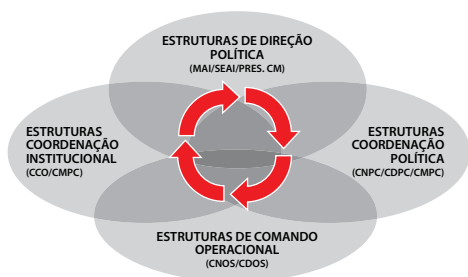 ESTRUTURAS DE DIREÇÃO
POLÍTICA
(MAI/SEAI/PRES. CM)
ESTRUTURAS
COORDENAÇÃO
INSTITUCIONAL
(CCO/CMPC)
ESTRUTURAS
COORDENAÇÃO
POLÍTICA
(CNPC/CDPC/CMPC)
ESTRUTURAS DE COMANDO
OPERACIONAL
(CNOS/CDOS)